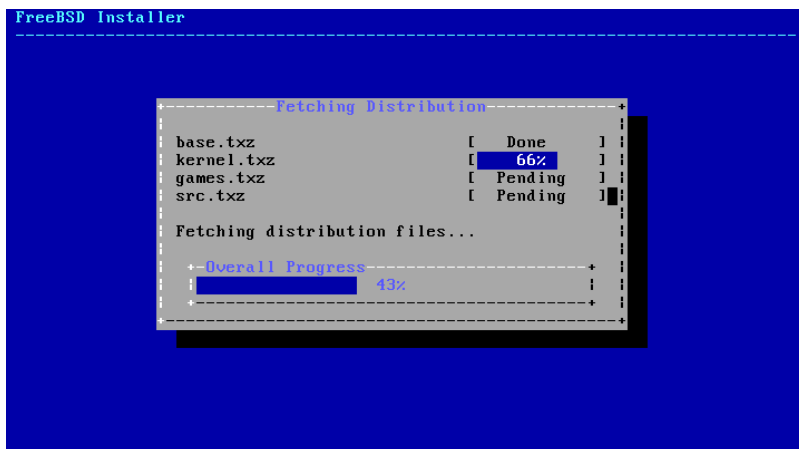 FreeBSD Installer
Fetching Distribution
base.txz [ Done ]
kernel.txz [ 66% ]
games.txz [ Pending ]
src.txz [ Pending ]
Fetching distribution files...
Overall Progress
43%